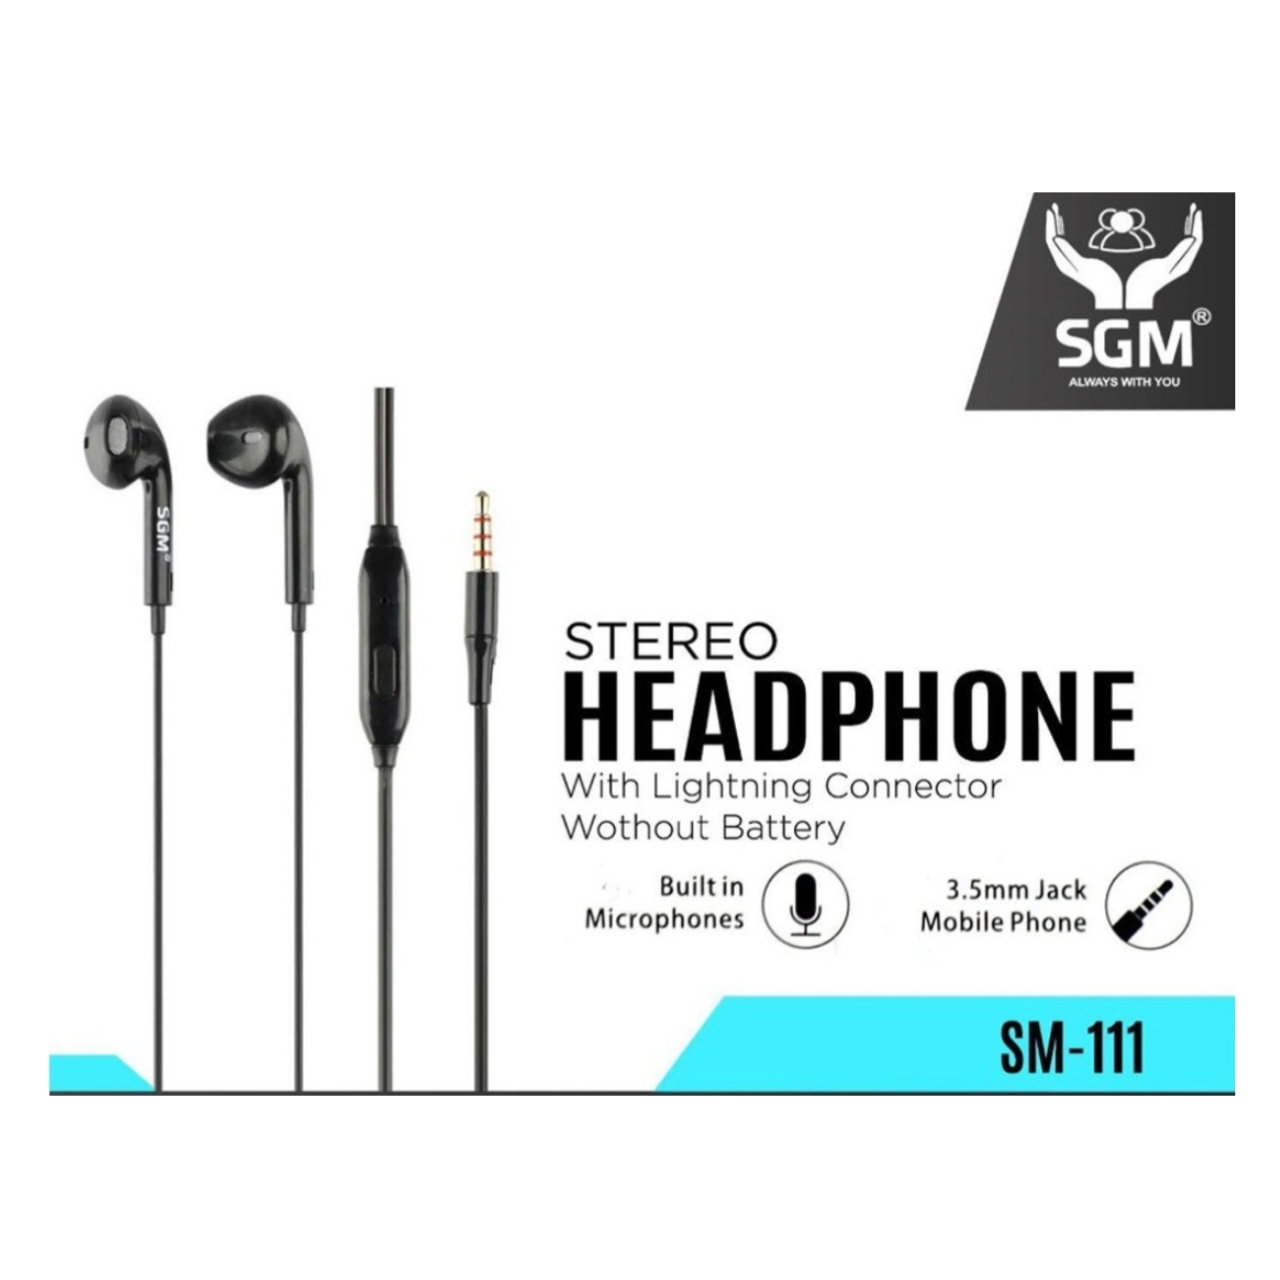 SGM®
ALWAYS WITH YOU
SGM®
STEREO
HEADPHONE
With Lightning Connector
Wothout Battery
Built in
Microphones
3.5mm Jack
Mobile Phone
SM-111